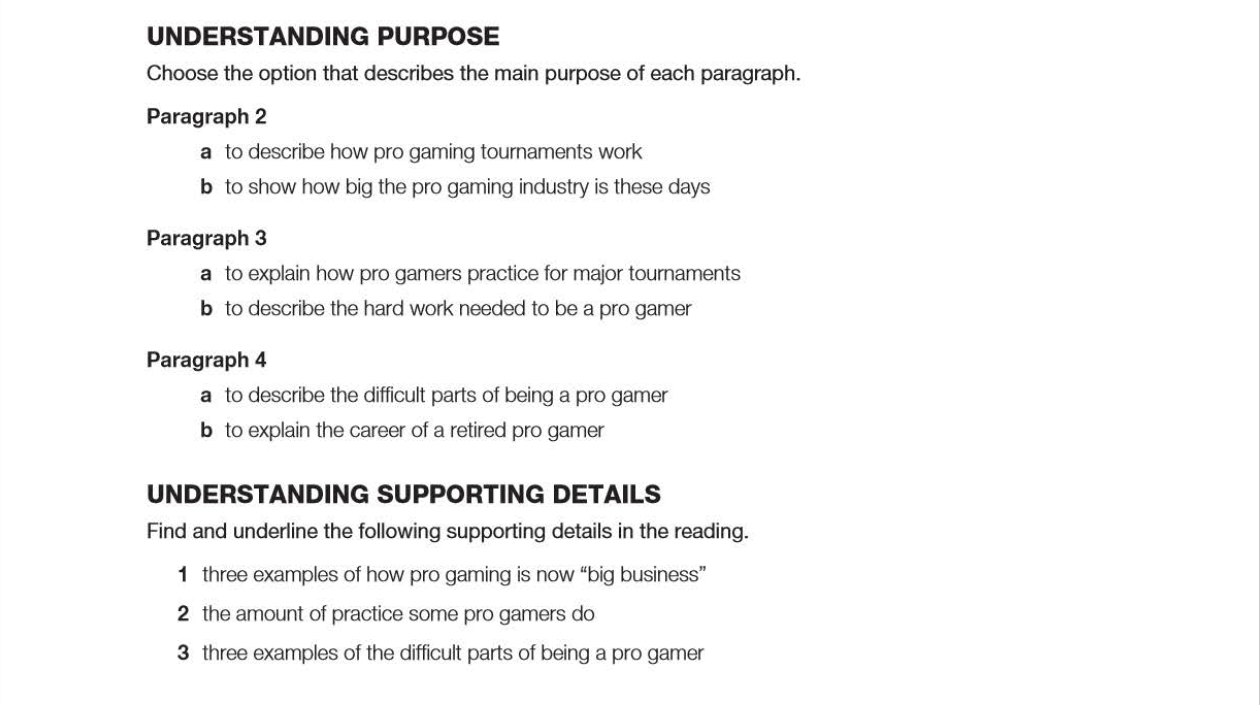 UNDERSTANDING PURPOSE
Choose the option that describes the main purpose of each paragraph.
Paragraph 2
a to describe how pro gaming tournaments work
b to show how big the pro gaming industry is these days
Paragraph 3
a to explain how pro gamers practice for major tournaments
b to describe the hard work needed to be a pro gamer
Paragraph 4
a to describe the difficult parts of being a pro gamer
b to explain the career of a retired pro gamer
UNDERSTANDING SUPPORTING DETAILS
Find and underline the following supporting details in the reading.
1 three examples of how pro gaming is now “big business”
2 the amount of practice some pro gamers do
3 three examples of the difficult parts of being a pro gamer